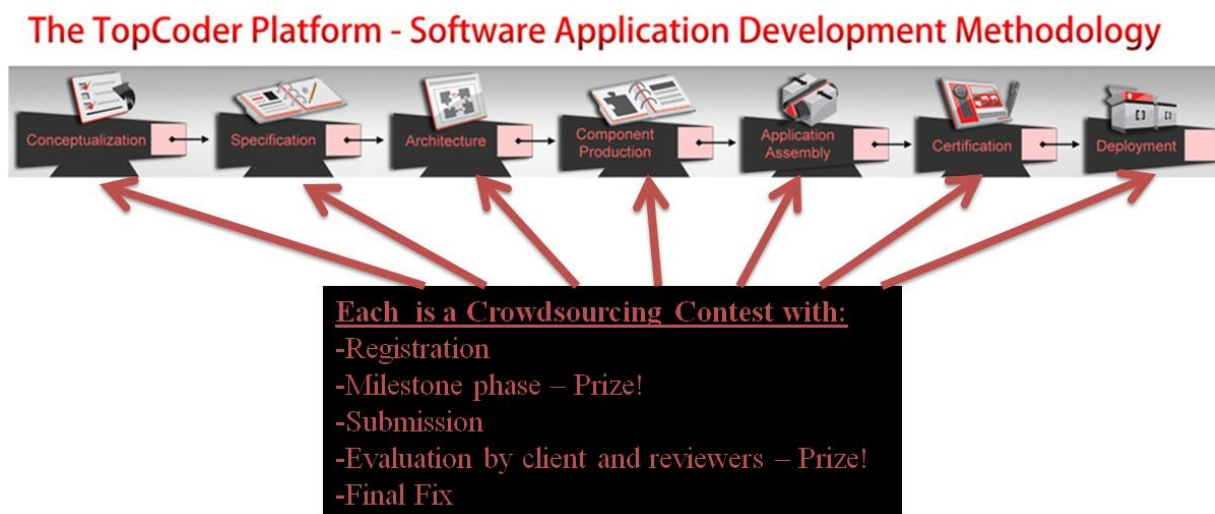 The TopCoder Platform - Software Application Development Methodology
Conceptualization
Specification
Architecture
Component
Production
Application
Assembly
Certification
Deployment
Each is a Crowdsourcing Contest with:
-Registration
-Milestone phase – Prize!
-Submission
-Evaluation by client and reviewers – Prize!
-Final Fix